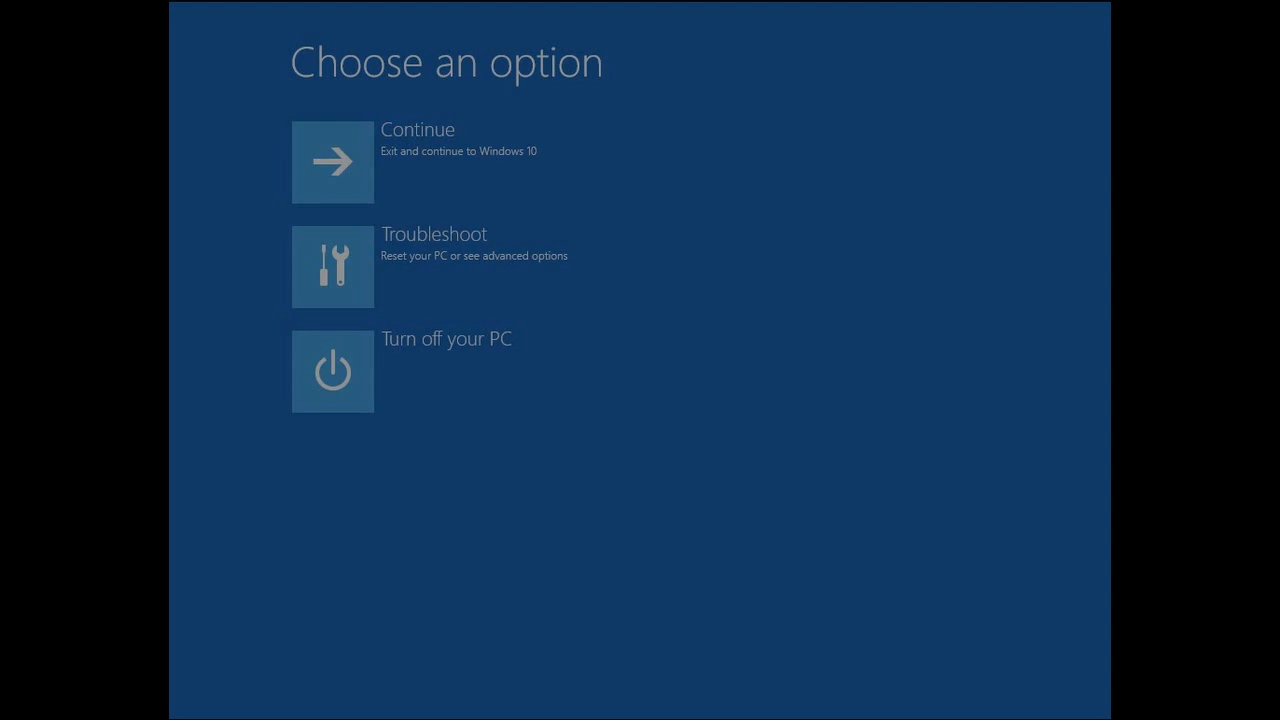 Choose an option
Continue
Exit and continue to Windows 10
Troubleshoot
Reset your PC or see advanced options
Turn off your PC